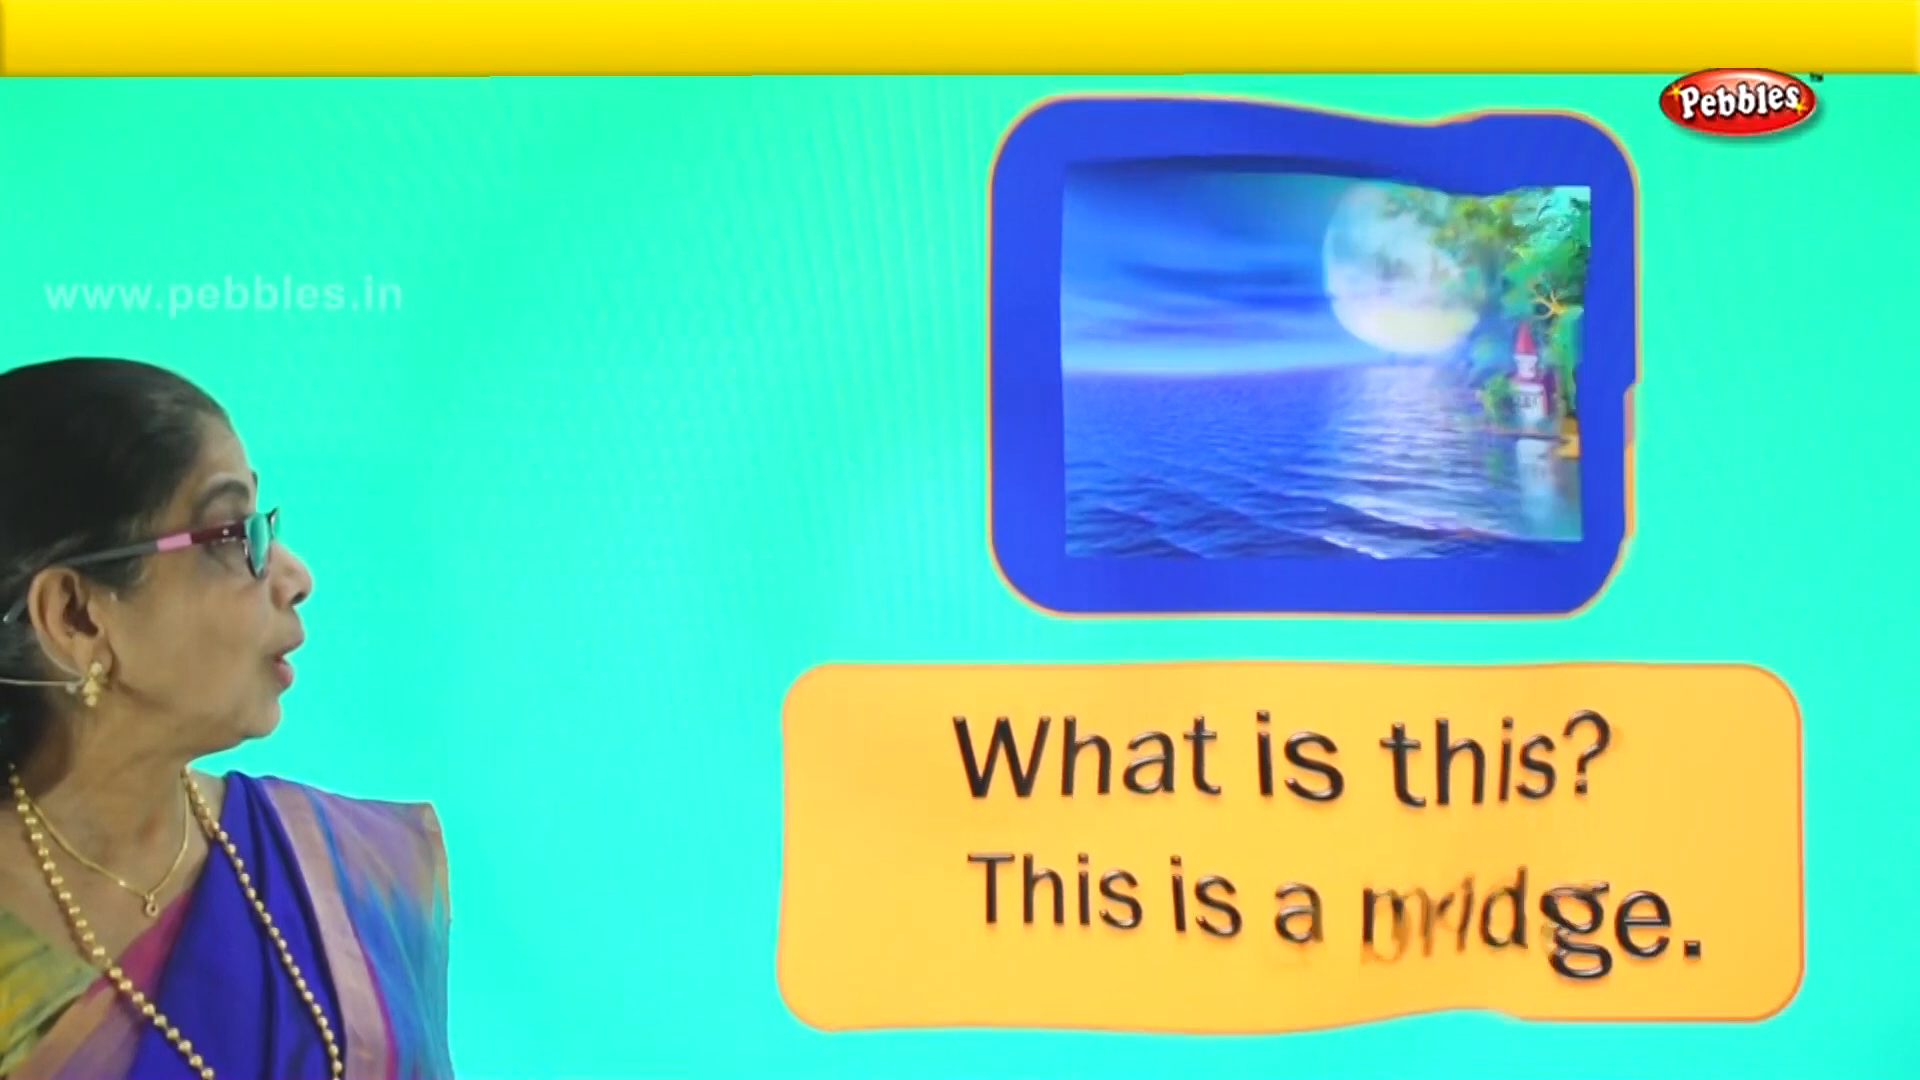 Pebbles
www.pebbles.in
What is this?
This is a